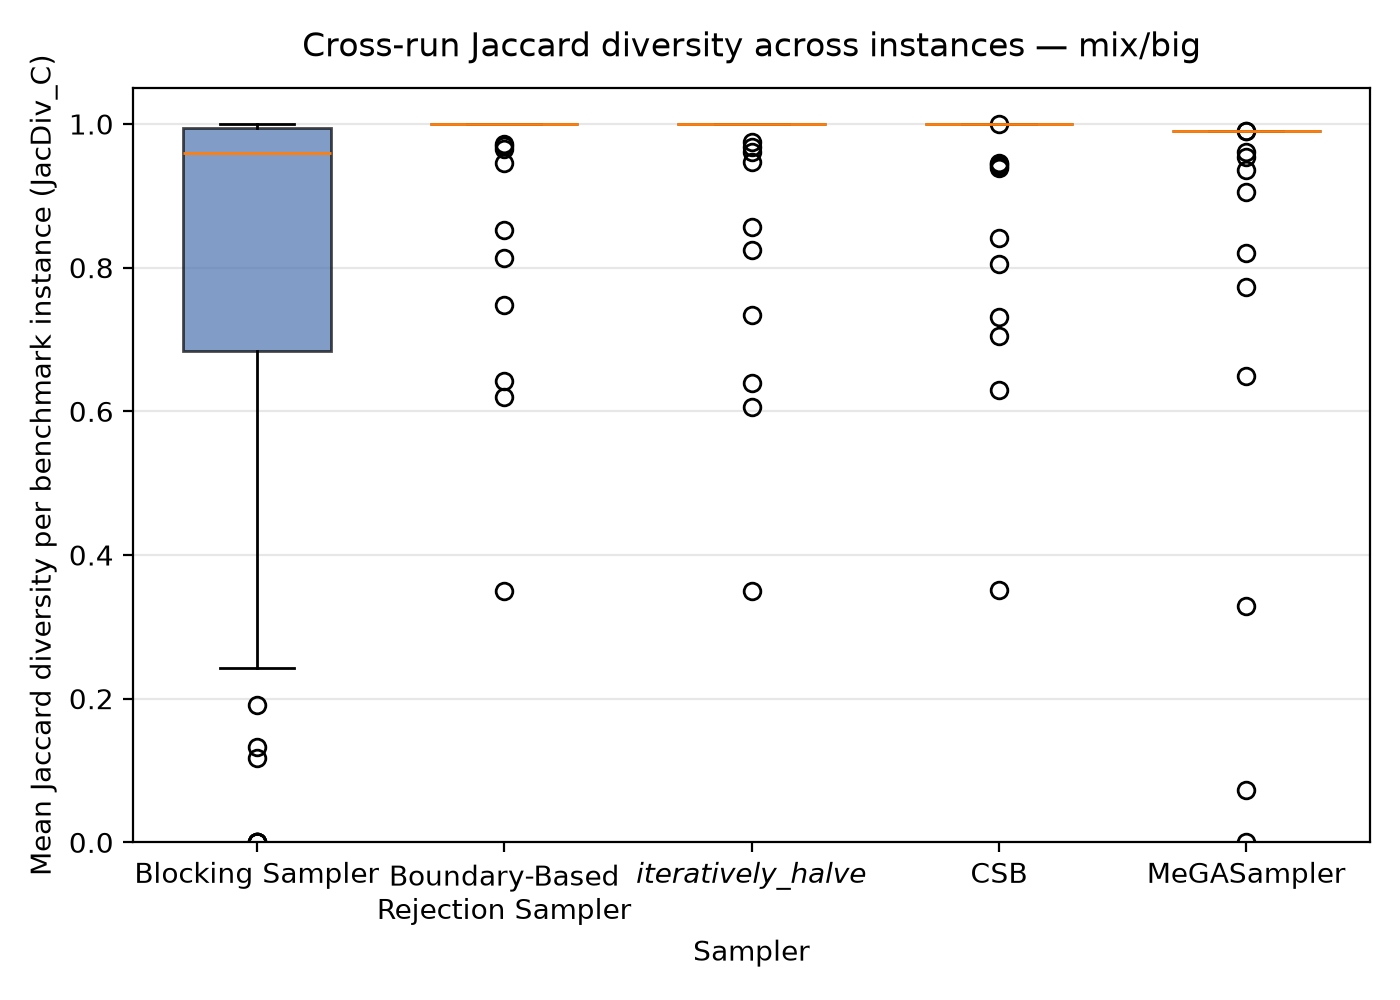 Cross-run Jaccard diversity across instances — mix/big
Mean Jaccard diversity per benchmark instance (JacDiv_C)
1.0
0.8
0.6
0.4
0.2
0.0
Blocking Sampler
Boundary-Based
Rejection Sampler
iteratively_halve
CSB
MeGASampler
Sampler